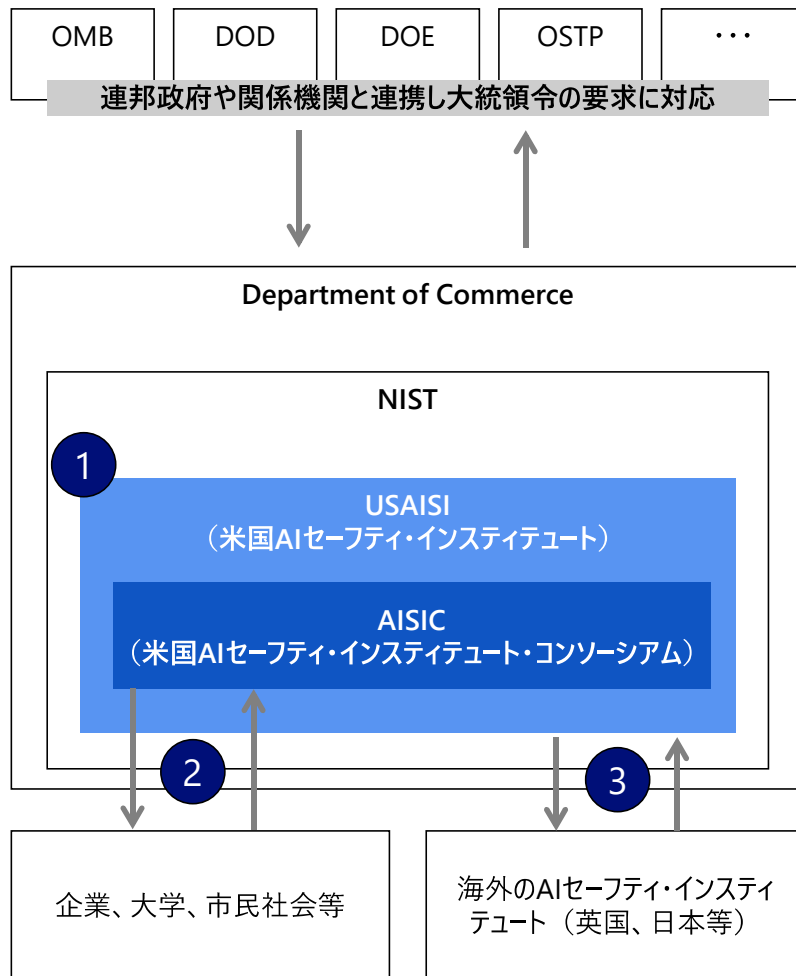 OMB
DOD
DOE
OSTP
･･･
連邦政府や関係機関と連携し大統領令の要求に対応
Department of Commerce
NIST
1
USAISI
（米国AIセーフティ・インスティテュート）
AISIC
（米国AIセーフティ・インスティテュート・コンソーシアム）
2
3
企業、大学、市民社会等
海外のAIセーフティ・インスティ
テュート（英国、日本等）